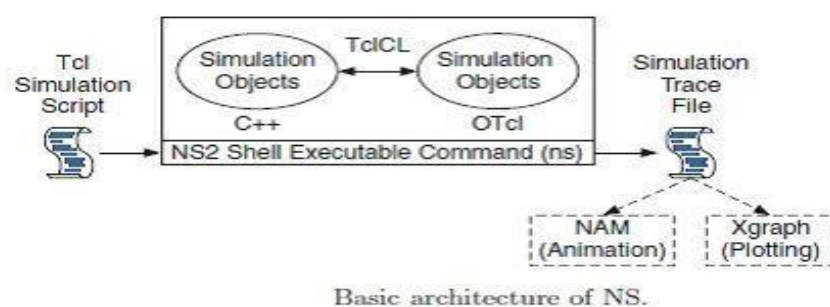 Tcl
Simulation
Script
Simulation
Objects
C++
TclCL
Simulation
Objects
OTcl
NS2 Shell Executable Command (ns)
Simulation
Trace
File
NAM
(Animation)
Xgraph
(Plotting)
Basic architecture of NS.